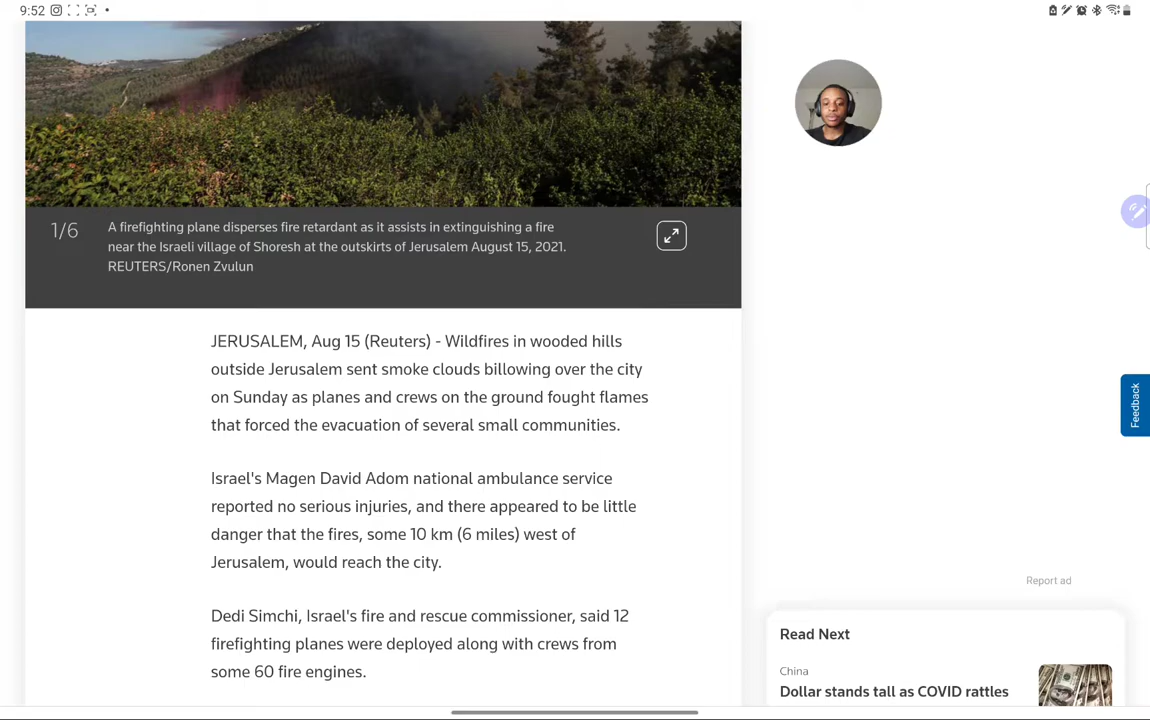 9:52
1/6
A firefighting plane disperses fire retardant as it assists in extinguishing a fire
near the Israeli village of Shoresh at the outskirts of Jerusalem August 15, 2021.
REUTERS/Ronen Zvulun
JERUSALEM, Aug 15 (Reuters) - Wildfires in wooded hills
outside Jerusalem sent smoke clouds billowing over the city
on Sunday as planes and crews on the ground fought flames
that forced the evacuation of several small communities.
Israel's Magen David Adom national ambulance service
reported no serious injuries, and there appeared to be little
danger that the fires, some 10 km (6 miles) west of
Jerusalem, would reach the city.
Dedi Simchi, Israel's fire and rescue commissioner, said 12
firefighting planes were deployed along with crews from
some 60 fire engines.
Feedback
Report ad
Read Next
China
Dollar stands tall as COVID rattles